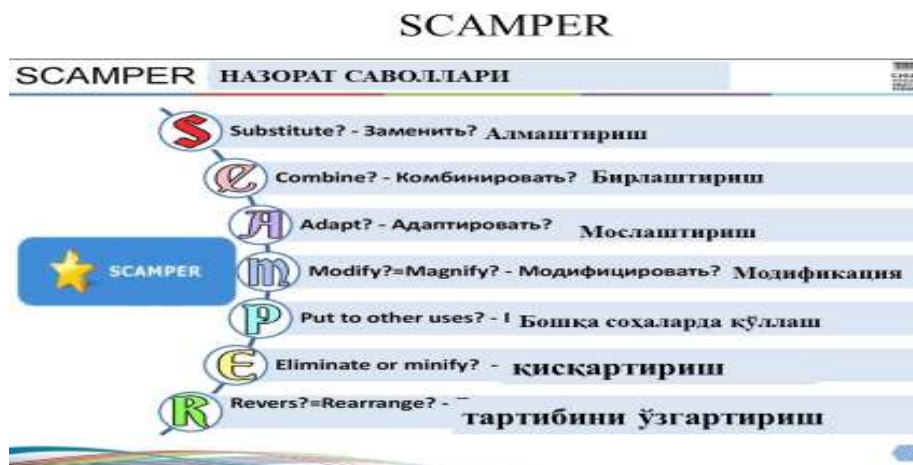 SCAMPER
SCAMPER НАЗОРАТ САВОЛЛАРИ
S Substitute? - Заменить? Алмаштириш
C Combine? - Комбинировать? Бирлаштириш
A Adapt? - Адаптировать? Мослаштириш
SCAMPER
m Modify?=Magnify? - Модифицировать? Модификация
P Put to other uses? - Бошқа соҳаларда қўллаш
E Eliminate or minify? - қисқартириш
R Revers?=Rearrange? - тартибини ўзгартириш